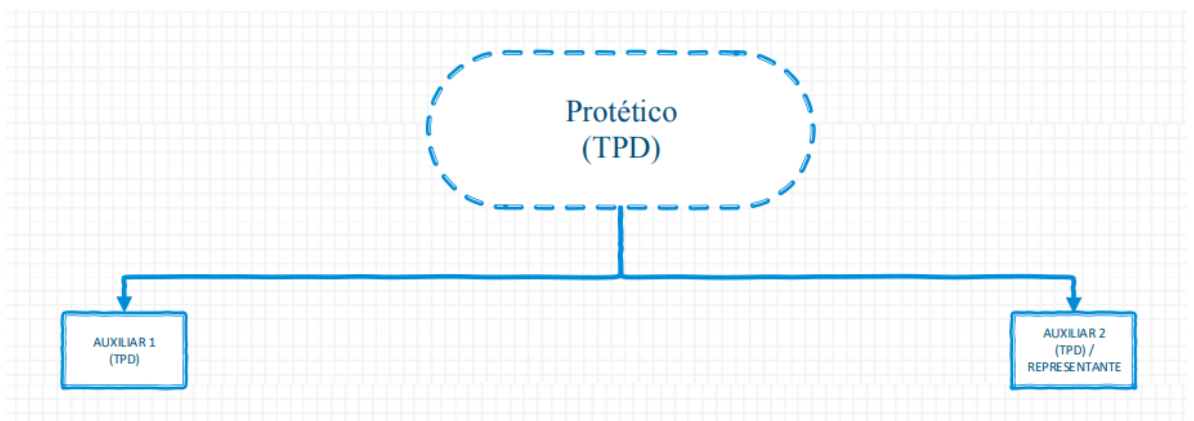 Protético
(TPD)
AUXILIAR 1
(TPD)
AUXILIAR 2
(TPD) /
REPRESENTANTE